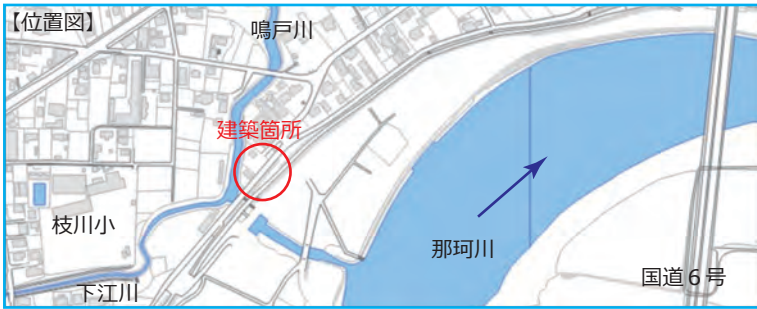 【位置図】
鳴戸川
建築箇所
枝川小
那珂川
国道6号
下江川